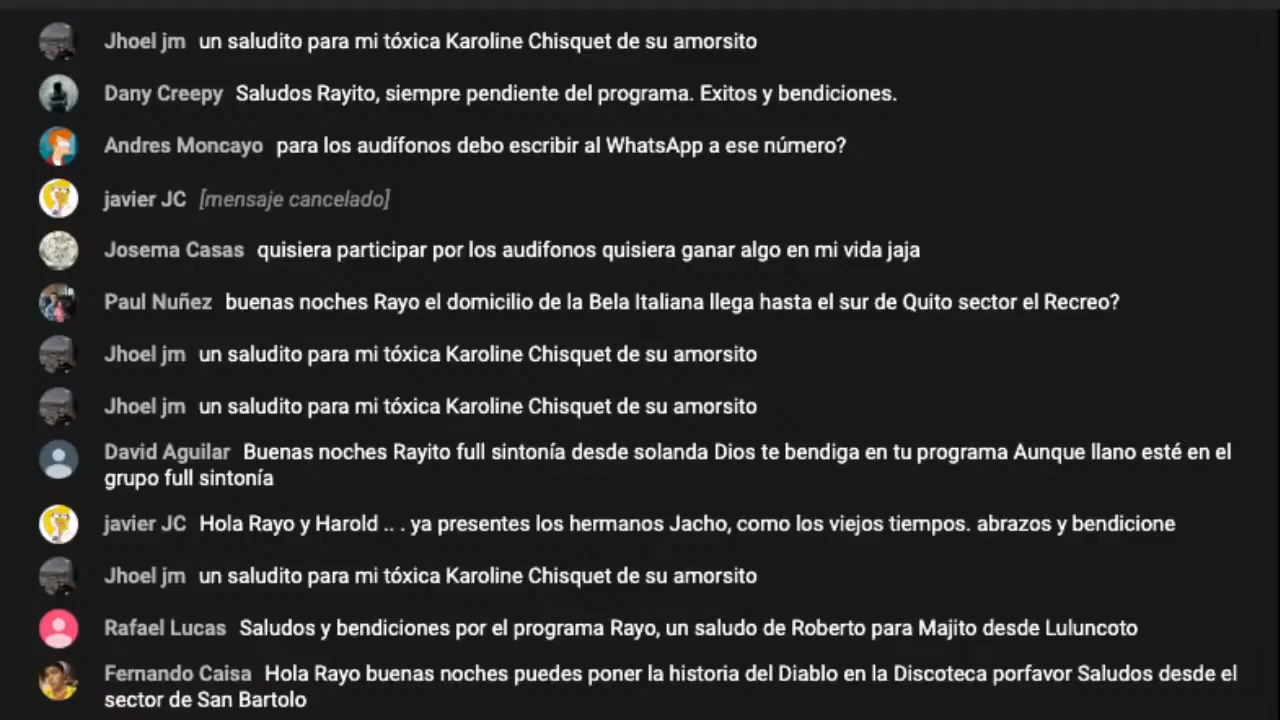 Jhoel jm un saludito para mi tóxica Karoline Chisquet de su amorsito
Dany Creepy Saludos Rayito, siempre pendiente del programa. Exitos y bendiciones.
Andres Moncayo para los audífonos debo escribir al WhatsApp a ese número?
javier JC [mensaje cancelado]
Josema Casas quisiera participar por los audifonos quisiera ganar algo en mi vida jaja
Paul Nuñez buenas noches Rayo el domicilio de la Bela Italiana llega hasta el sur de Quito sector el Recreo?
Jhoel jm un saludito para mi tóxica Karoline Chisquet de su amorsito
Jhoel jm un saludito para mi tóxica Karoline Chisquet de su amorsito
David Aguilar Buenas noches Rayito full sintonía desde solanda Dios te bendiga en tu programa Aunque llano esté en el
grupo full sintonía
javier JC Hola Rayo y Harold .. . ya presentes los hermanos Jacho, como los viejos tiempos. abrazos y bendicione
Jhoel jm un saludito para mi tóxica Karoline Chisquet de su amorsito
Rafael Lucas Saludos y bendiciones por el programa Rayo, un saludo de Roberto para Majito desde Luluncoto
Fernando Caisa Hola Rayo buenas noches puedes poner la historia del Diablo en la Discoteca porfavor Saludos desde el
sector de San Bartolo